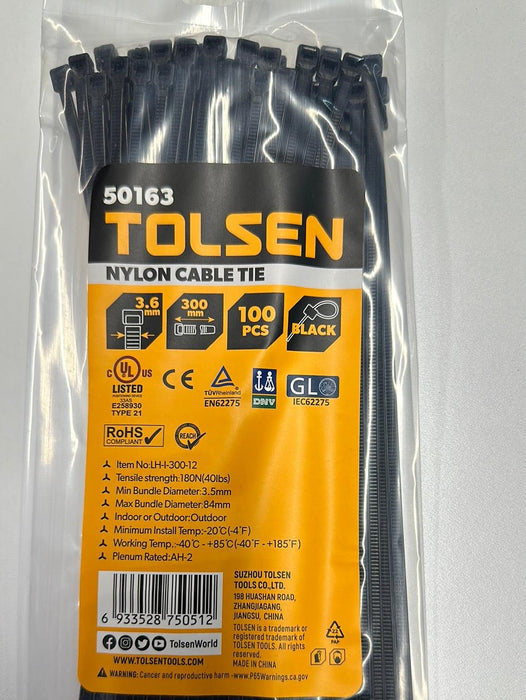 50163
TOLSEN
NYLON CABLE TIE
3.6 mm
300 mm
100 PCS
BLACK
C UL US
LISTED
E258930
TYPE 21
CE
TÜVRheinland
EN62275
DNV
GL
IEC62275
RoHS
COMPLIANT
REACH
Item No:LH-I-300-12
Tensile strength:180N(40lbs)
Min Bundle Diameter:3.5mm
Max Bundle Diameter:84mm
Indoor or Outdoor:Outdoor
Minimum Install Temp:-20℃(-4℉)
Working Temp.:-40℃ - +85℃(-40℉ - +185℉)
Plenum Rated:AH-2
6 933528 750512
TolsenWorld
WWW.TOLSENTOOLS.COM
SUZHOU TOLSEN
TOOLS CO.,LTD.
198 HUASHAN ROAD,
ZHANGJIAGANG,
JIANGSU, CHINA
TOLSEN is a trademark or
registered trademark of
TOLSEN TOOLS. All rights
reserved.
MADE IN CHINA
22
PAP
WARNING: Cancer and reproductive harm -www.P65Warnings.ca.gov